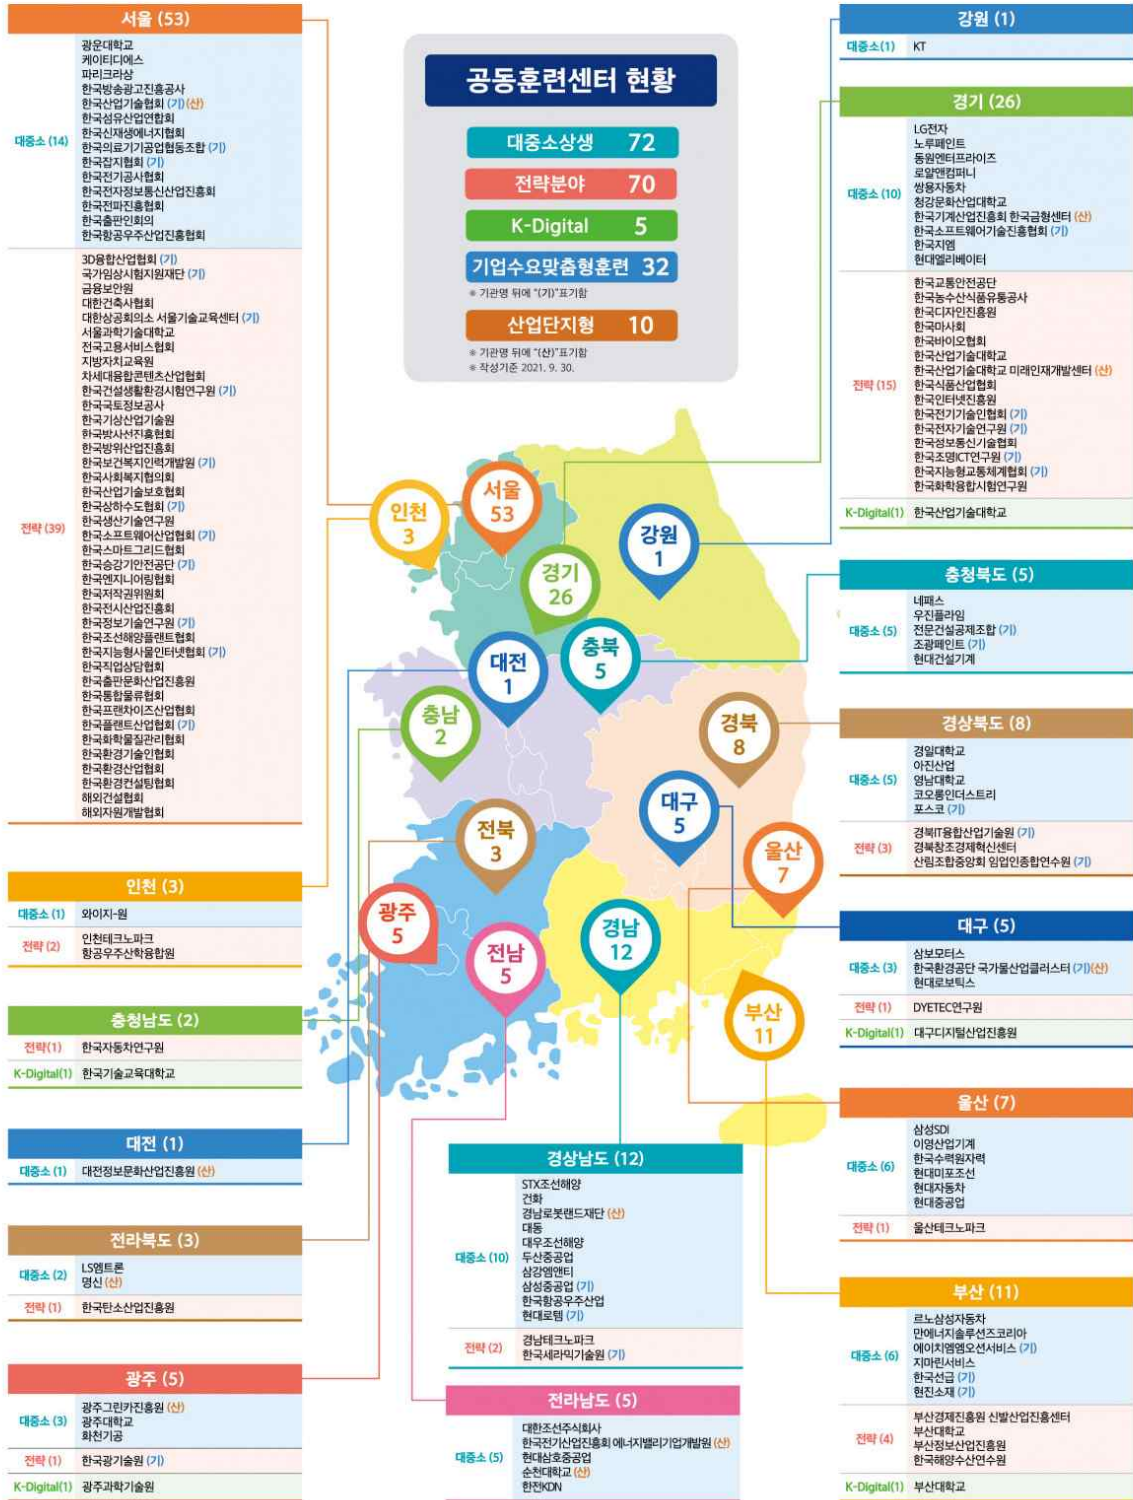 서울 (53)
대중소 (14)
광운대학교
케이티디에스
파리크라상
한국방송광고진흥공사
한국산업기술협회 (기)(산)
한국섬유산업연합회
한국신재생에너지협회
한국의료기기공업협동조합 (기)
한국잡지협회 (기)
한국전기공사협회
한국전자정보통신산업진흥회
한국전파진흥협회
한국출판인회의
한국항공우주산업진흥협회
전략 (39)
3D융합산업협회 (기)
국가임상시험지원재단 (기)
금융보안원
대한건축사협회
대한상공회의소 서울기술교육센터 (기)
서울과학기술대학교
전국고용서비스협회
지방자치교육원
차세대융합콘텐츠산업협회
한국건설생활환경시험연구원 (기)
한국국토정보공사
한국기상산업기술원
한국방사선진흥협회
한국방위산업진흥회
한국보건복지인력개발원 (기)
한국사회복지협의회
한국산업기술보호협회
한국상하수도협회 (기)
한국생산기술연구원
한국소프트웨어산업협회 (기)
한국스마트그리드협회
한국승강기안전공단 (기)
한국엔지니어링협회
한국저작권위원회
한국전시산업진흥회
한국정보기술연구원 (기)
한국조선해양플랜트협회
한국지능형사물인터넷협회 (기)
한국직업상담협회
한국출판문화산업진흥원
한국통합물류협회
한국프랜차이즈산업협회
한국플랜트산업협회 (기)
한국화학물질관리협회
한국환경기술인협회
한국환경산업협회
한국환경컨설팅협회
해외건설협회
해외자원개발협회
인천 (3)
대중소 (1)
와이지-원
전략 (2)
인천테크노파크
항공우주산학융합원
충청남도 (2)
전략(1)
한국자동차연구원
K-Digital(1)
한국기술교육대학교
대전 (1)
대중소 (1)
대전정보문화산업진흥원 (산)
전라북도 (3)
대중소 (2)
LS엠트론
명신 (산)
전략 (1)
한국탄소산업진흥원
광주 (5)
대중소 (3)
광주그린카진흥원 (산)
광주대학교
화천기공
전략 (1)
한국광기술원 (기)
K-Digital(1)
광주과학기술원
공동훈련센터 현황
대중소상생 72
전략분야 70
K-Digital 5
기업수요맞춤형훈련 32
※ 기관명 뒤에 "(기)"표기함
산업단지형 10
※ 기관명 뒤에 "(산)"표기함
※ 작성기준 2021. 9. 30.
서울
53
인천
3
강원
1
경기
26
충북
5
대전
1
충남
2
경북
8
대구
5
전북
3
울산
7
광주
5
경남
12
전남
5
부산
11
경상남도 (12)
대중소 (10)
STX조선해양
건화
경남로봇랜드재단 (산)
대동
대우조선해양
두산중공업
삼강엠앤티
삼성중공업 (기)
한국항공우주산업
현대로템 (기)
전략 (2)
경남테크노파크
한국세라믹기술원 (기)
전라남도 (5)
대중소 (5)
대한조선주식회사
한국전기산업진흥회 에너지밸리기업개발원 (산)
현대삼호중공업
순천대학교 (산)
한전KDN
강원 (1)
대중소(1)
KT
경기 (26)
대중소 (10)
LG전자
노루페인트
동원엔터프라이즈
로얄앤컴퍼니
쌍용자동차
청강문화산업대학교
한국기계산업진흥회 한국금형센터 (산)
한국소프트웨어기술진흥협회 (기)
한국지엠
현대엘리베이터
전략 (15)
한국교통안전공단
한국농수산식품유통공사
한국디자인진흥원
한국마사회
한국바이오협회
한국산업기술대학교
한국산업기술대학교 미래인재개발센터 (산)
한국식품산업협회
한국인터넷진흥원
한국전기기술인협회 (기)
한국전자기술연구원 (기)
한국정보통신기술협회
한국조명ICT연구원 (기)
한국지능형교통체계협회 (기)
한국화학융합시험연구원
K-Digital(1)
한국산업기술대학교
충청북도 (5)
대중소 (5)
네패스
우진플라임
전문건설공제조합 (기)
조광페인트 (기)
현대건설기계
경상북도 (8)
대중소 (5)
경일대학교
아진산업
영남대학교
코오롱인더스트리
포스코 (기)
전략 (3)
경북IT융합산업기술원 (기)
경북창조경제혁신센터
산림조합중앙회 임업인종합연수원 (기)
대구 (5)
대중소 (3)
삼보모터스
한국환경공단 국가물산업클러스터 (기)(산)
현대로보틱스
전략 (1)
DYETEC연구원
K-Digital(1)
대구디지털산업진흥원
울산 (7)
대중소 (6)
삼성SDI
이영산업기계
한국수력원자력
현대미포조선
현대자동차
현대중공업
전략 (1)
울산테크노파크
부산 (11)
대중소 (6)
르노삼성자동차
만에너지솔루션즈코리아
에이치엠엠오션서비스 (기)
지마린서비스
한국선급 (기)
현진소재 (기)
전략 (4)
부산경제진흥원 신발산업진흥센터
부산대학교
부산정보산업진흥원
한국해양수산연수원
K-Digital(1)
부산대학교